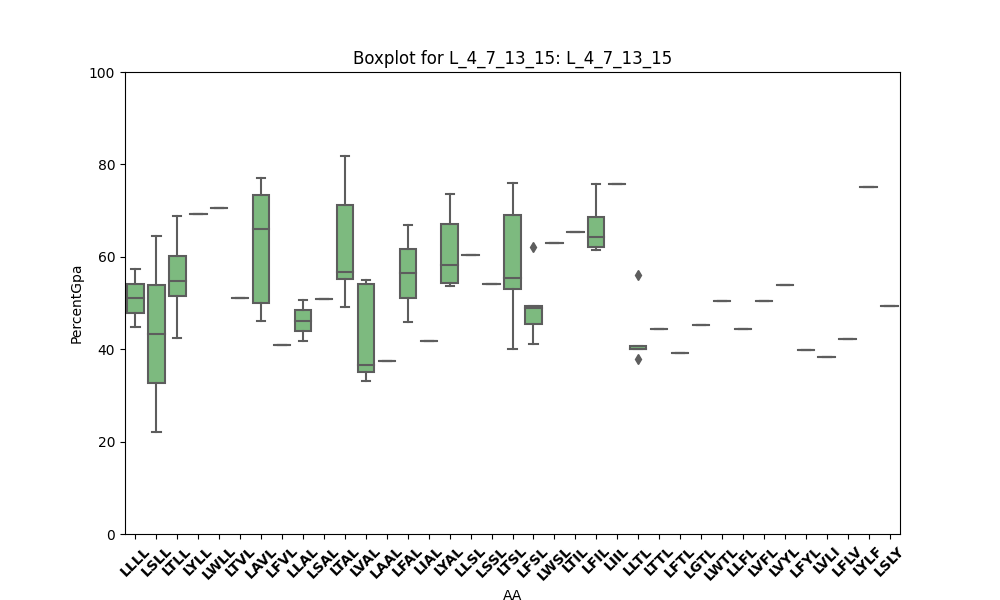 Boxplot for L_4_7_13_15: L_4_7_13_15
PercentGpa
100
80
60
40
20
0
LLLL
LSLL
LTLL
LYLL
LWLL
LTVL
LAVL
LFVL
LLAL
LSAL
LTAL
LVAL
LAAL
LFAL
LIAL
LYAL
LLSL
LSSL
LTSL
LFSL
LWSL
LTIL
LFIL
LIIL
LLTL
LTTL
LFTL
LGTL
LWTL
LLFL
LVFL
LVYL
LFYL
LVLI
LFLV
LYLF
LSLY
AA